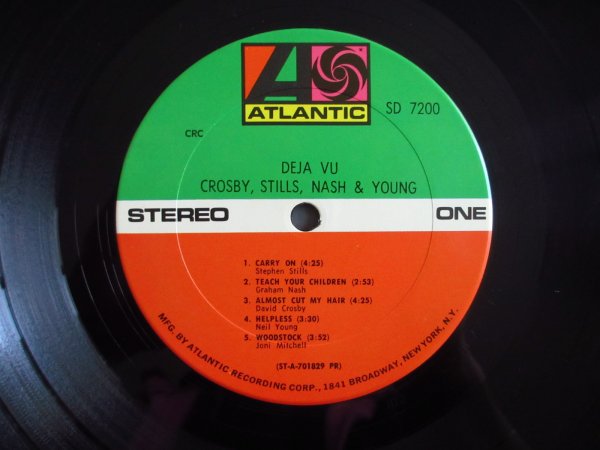 ATLANTIC
SD 7200
CRC
DEJA VU
CROSBY, STILLS, NASH & YOUNG
STEREO
ONE
1. CARRY ON (4:25)
Stephen Stills
2. TEACH YOUR CHILDREN (2:53)
Graham Nash
3. ALMOST CUT MY HAIR (4:25)
David Crosby
4. HELPLESS (3:30)
Neil Young
5. WOODSTOCK (3:52)
Joni Mitchell
(ST-A-701829 PR)
MFG. BY ATLANTIC RECORDING CORP., 1841 BROADWAY, NEW YORK, N.Y.